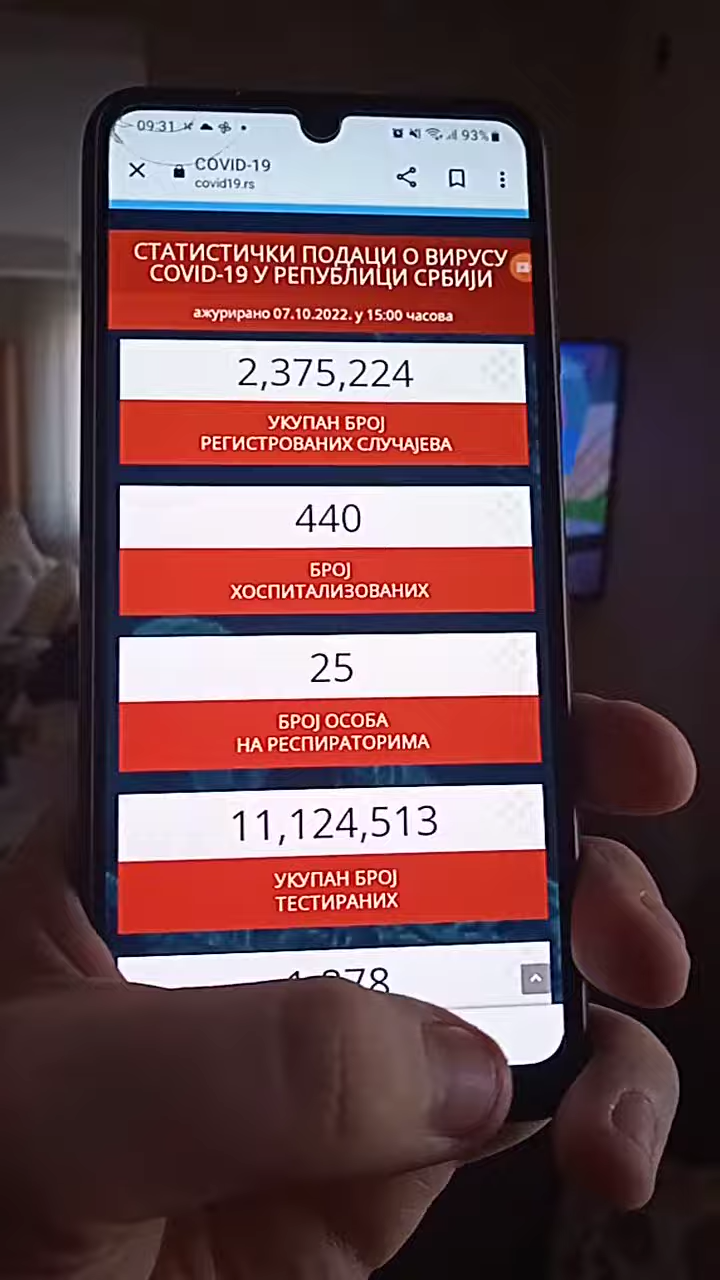 09:31
93%
COVID-19
covid19.rs
СТАТИСТИЧКИ ПОДАЦИ О ВИРУСУ
COVID-19 У РЕПУБЛИЦИ СРБИЈИ
ажурирано 07.10.2022. у 15:00 часова
2,375,224
УКУПАН БРОЈ
РЕГИСТРОВАНИХ СЛУЧАЈЕВА
440
БРОЈ
ХОСПИТАЛИЗОВАНИХ
25
БРОЈ ОСОБА
НА РЕСПИРАТОРИМА
11,124,513
УКУПАН БРОЈ
ТЕСТИРАНИХ